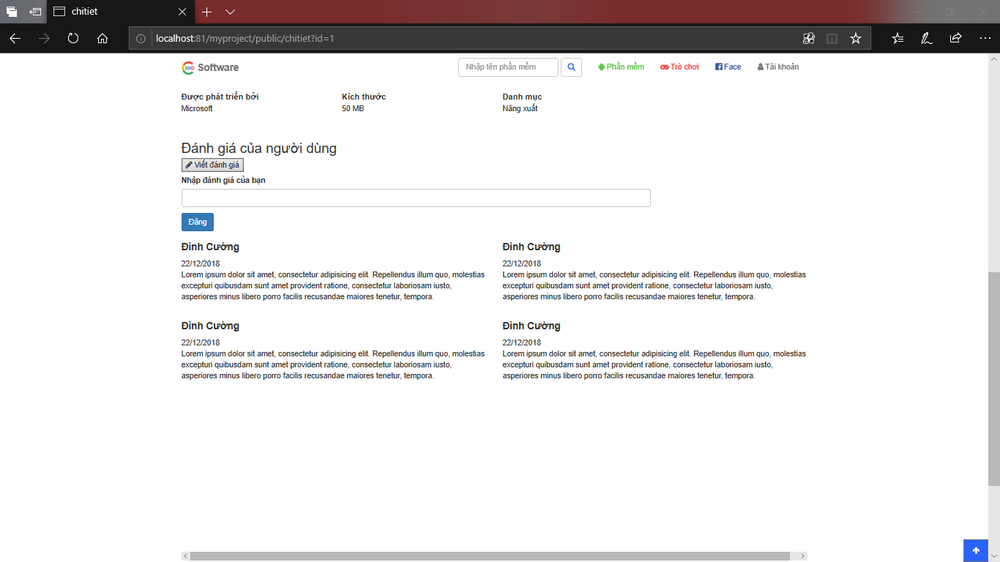 chitiet
localhost:81/myproject/public/chitiet?id=1
Software
Nhập tên phần mềm
Phần mềm
Trò chơi
Face
Tài khoản
Được phát triển bởi
Kích thước
Danh mục
Microsoft
50 MB
Năng xuất
Đánh giá của người dùng
Viết đánh giá
Nhập đánh giá của bạn
Đăng
Đình Cường
22/12/2018
Lorem ipsum dolor sit amet, consectetur adipisicing elit. Repellendus illum quo, molestias
excepturi quibusdam sunt amet provident ratione, consectetur laboriosam iusto,
asperiores minus libero porro facilis recusandae maiores tenetur, tempora.
Đình Cường
22/12/2018
Lorem ipsum dolor sit amet, consectetur adipisicing elit. Repellendus illum quo, molestias
excepturi quibusdam sunt amet provident ratione, consectetur laboriosam iusto,
asperiores minus libero porro facilis recusandae maiores tenetur, tempora.
Đình Cường
22/12/2018
Lorem ipsum dolor sit amet, consectetur adipisicing elit. Repellendus illum quo, molestias
excepturi quibusdam sunt amet provident ratione, consectetur laboriosam iusto,
asperiores minus libero porro facilis recusandae maiores tenetur, tempora.
Đình Cường
22/12/2018
Lorem ipsum dolor sit amet, consectetur adipisicing elit. Repellendus illum quo, molestias
excepturi quibusdam sunt amet provident ratione, consectetur laboriosam iusto,
asperiores minus libero porro facilis recusandae maiores tenetur, tempora.